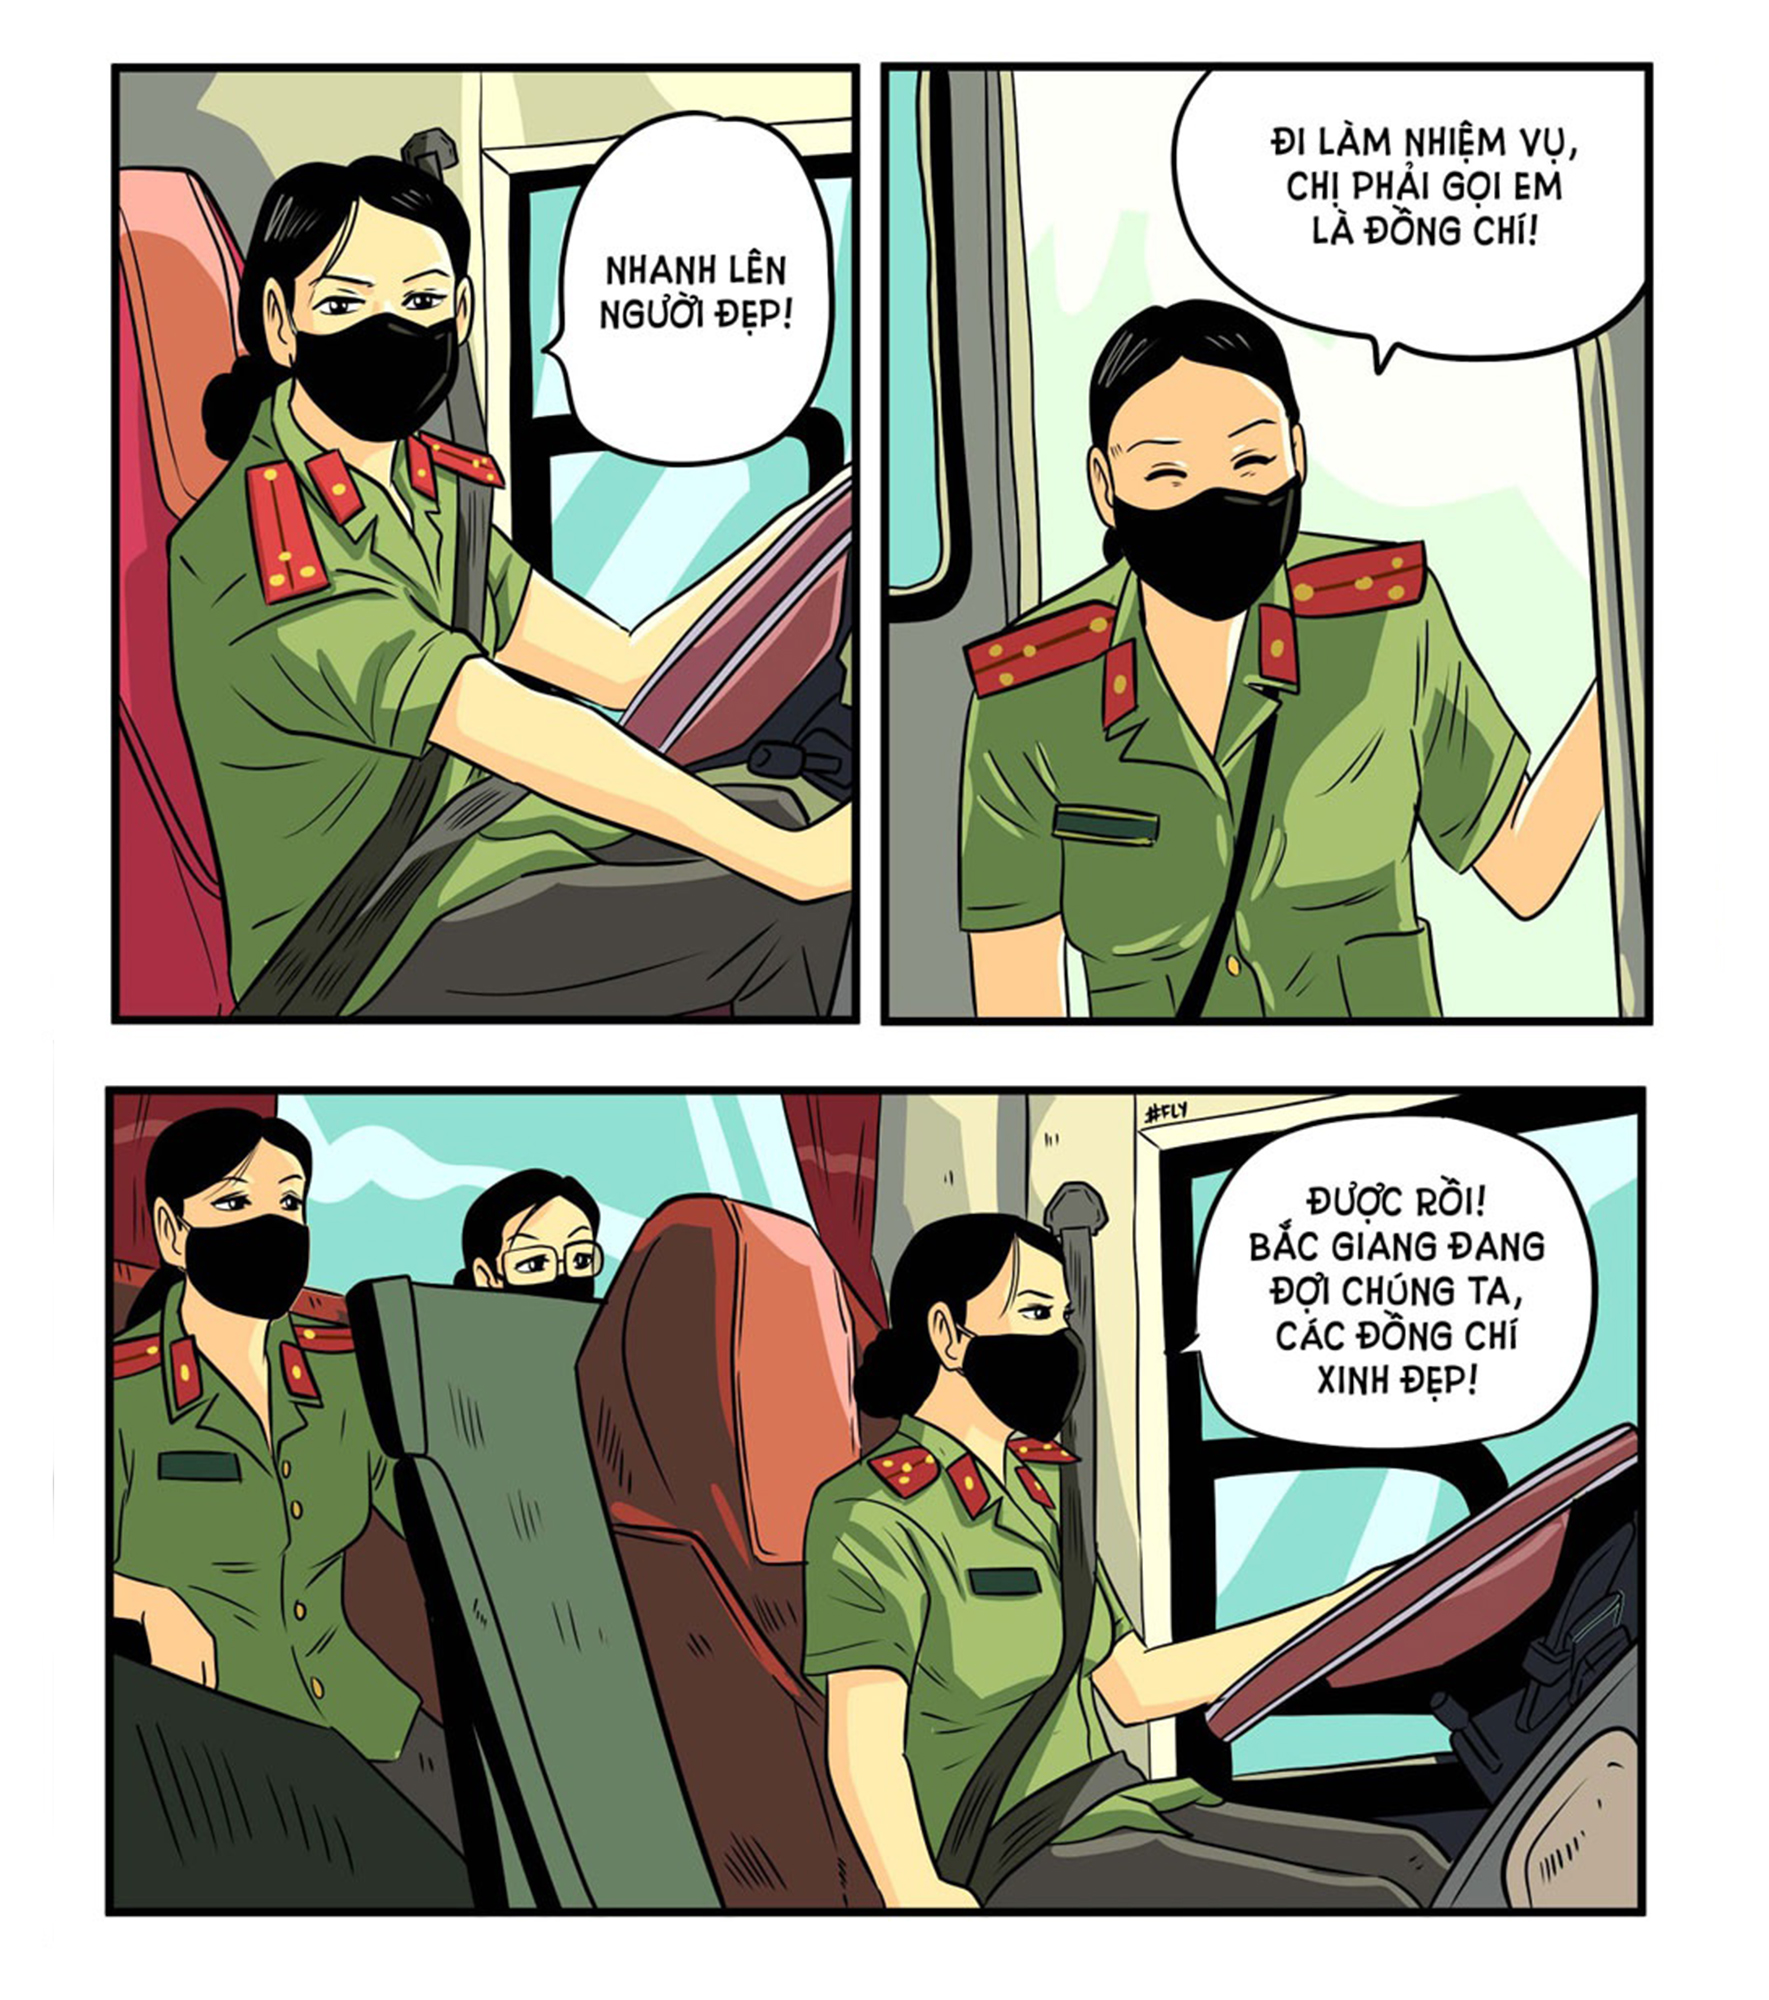 NHANH LÊN
NGƯỜI ĐẸP!
ĐI LÀM NHIỆM VỤ,
CHỊ PHẢI GỌI EM
LÀ ĐỒNG CHÍ!
#FLY
ĐƯỢC RỒI!
BẮC GIANG ĐANG
ĐỢI CHÚNG TA,
CÁC ĐỒNG CHÍ
XINH ĐẸP!